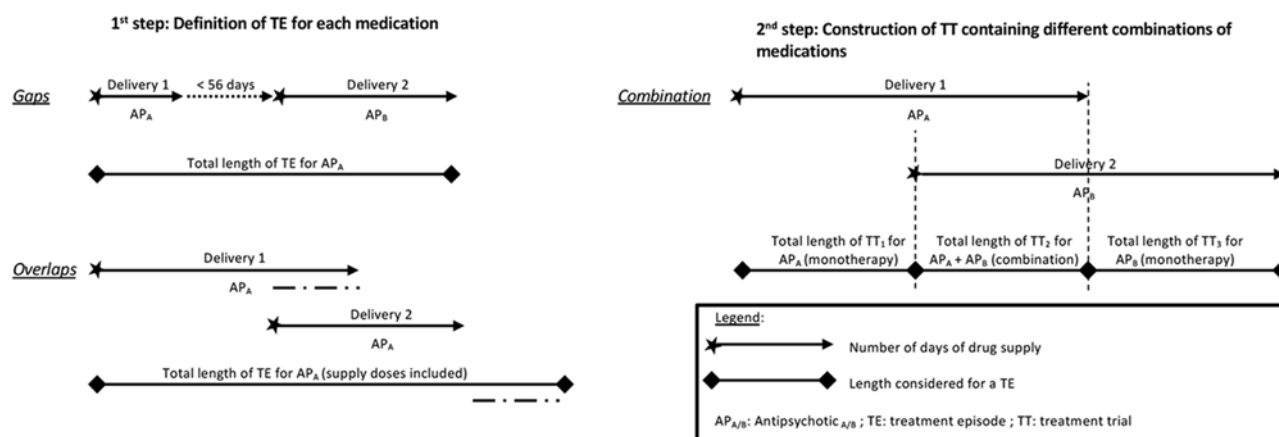 1st step: Definition of TE for each medication
Gaps
Delivery 1
< 56 days
Delivery 2
APA
APB
Total length of TE for APA
Overlaps
Delivery 1
APA
Delivery 2
APA
Total length of TE for APA (supply doses included)
2nd step: Construction of TT containing different combinations of
medications
Combination
Delivery 1
APA
Delivery 2
APB
Total length of TT1 for
APA (monotherapy)
Total length of TT2 for
APA + APB (combination)
Total length of TT3 for
APB (monotherapy)
Legend:
Number of days of drug supply
Length considered for a TE
APA/B: Antipsychotic A/B ; TE: treatment episode ; TT: treatment trial